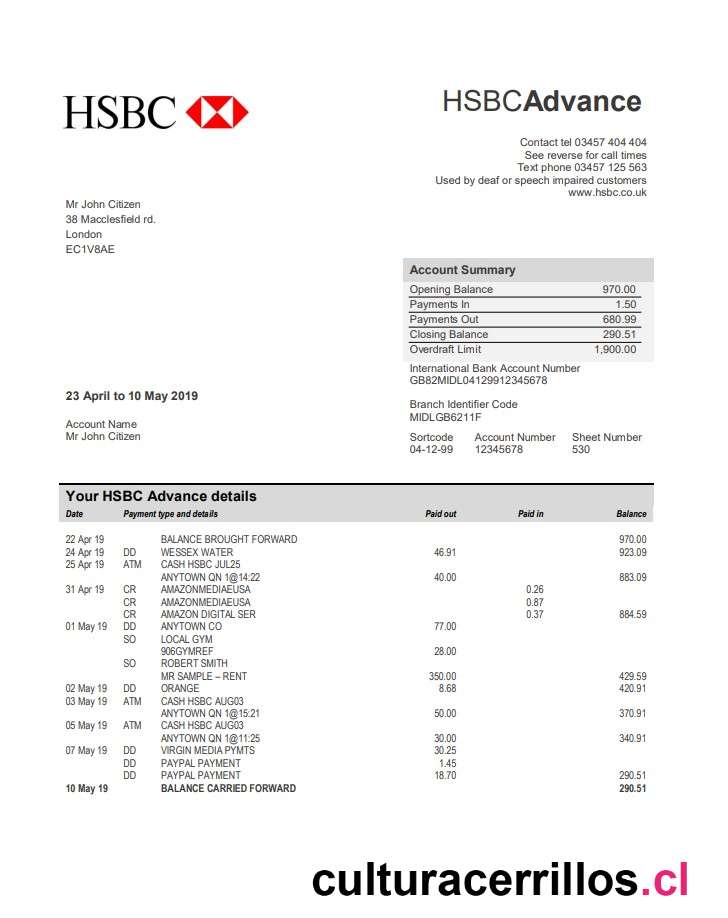 HSBC
HSBCAdvance
Contact tel 03457 404 404
See reverse for call times
Text phone 03457 125 563
Used by deaf or speech impaired customers
www.hsbc.co.uk
Mr John Citizen
38 Macclesfield rd.
London
EC1V8AE
Account Summary
Opening Balance 970.00
Payments In 1.50
Payments Out 680.99
Closing Balance 290.51
Overdraft Limit 1,900.00
International Bank Account Number
GB82MIDL04129912345678
23 April to 10 May 2019
Branch Identifier Code
MIDLGB6211F
Account Name
Mr John Citizen
Sortcode Account Number Sheet Number
04-12-99 12345678 530
Your HSBC Advance details
Date Payment type and details Paid out Paid in Balance
22 Apr 19 BALANCE BROUGHT FORWARD 970.00
24 Apr 19 DD WESSEX WATER 46.91 923.09
25 Apr 19 ATM CASH HSBC JUL25
ANYTOWN QN 1@14:22 40.00 883.09
31 Apr 19 CR AMAZONMEDIAEUSA 0.26
CR AMAZONMEDIAEUSA 0.87
CR AMAZON DIGITAL SER 0.37 884.59
01 May 19 DD ANYTOWN CO 77.00
SO LOCAL GYM
906GYMREF 28.00
SO ROBERT SMITH
MR SAMPLE – RENT 350.00 429.59
02 May 19 DD ORANGE 8.68 420.91
03 May 19 ATM CASH HSBC AUG03
ANYTOWN QN 1@15:21 50.00 370.91
05 May 19 ATM CASH HSBC AUG03
ANYTOWN QN 1@11:25 30.00 340.91
07 May 19 DD VIRGIN MEDIA PYMTS 30.25
DD PAYPAL PAYMENT 1.45
DD PAYPAL PAYMENT 18.70 290.51
10 May 19 BALANCE CARRIED FORWARD 290.51
culturacerrillos.cl